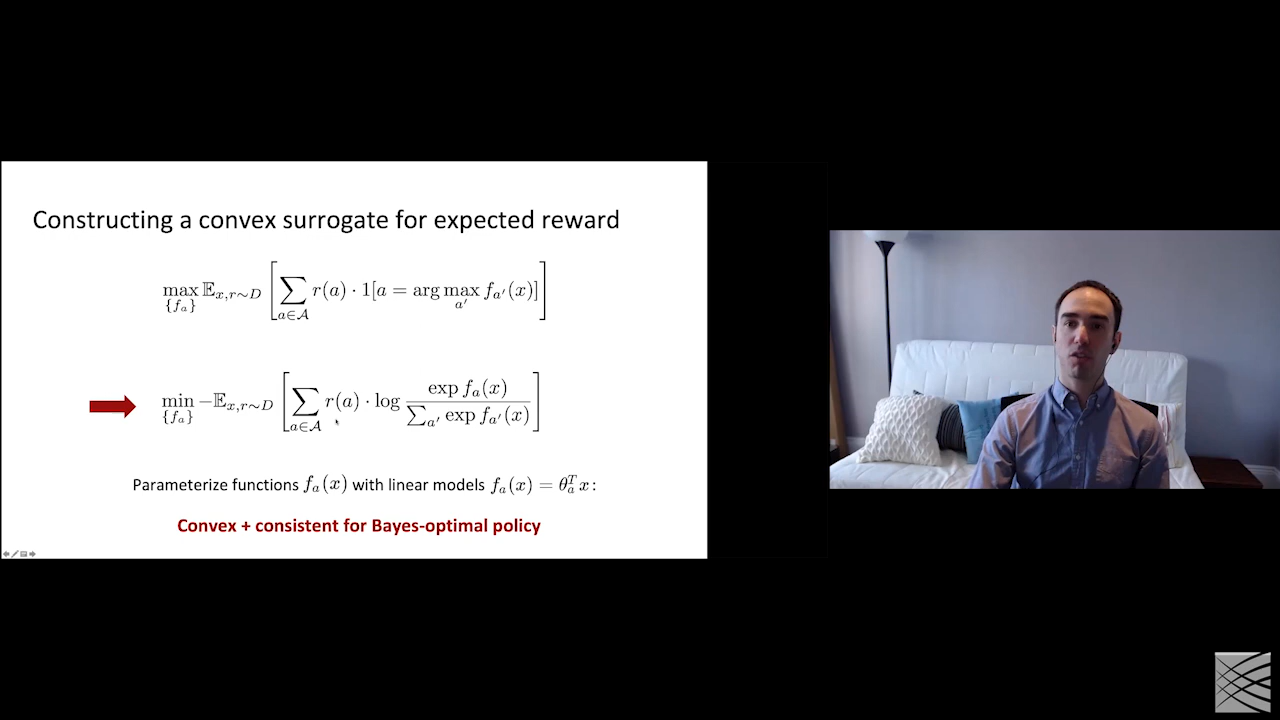 Constructing a convex surrogate for expected reward
max_{f_a} 𝔼_{x,r∼D} [ ∑_{a∈𝒜} r(a) · 1[a = arg max_{a′} f_{a′}(x)] ]
min_{f_a} −𝔼_{x,r∼D} [ ∑_{a∈𝒜} r(a) · log (exp f_a(x) / ∑_{a′} exp f_{a′}(x)) ]
Parameterize functions f_a(x) with linear models f_a(x) = θ_a^T x:
Convex + consistent for Bayes-optimal policy